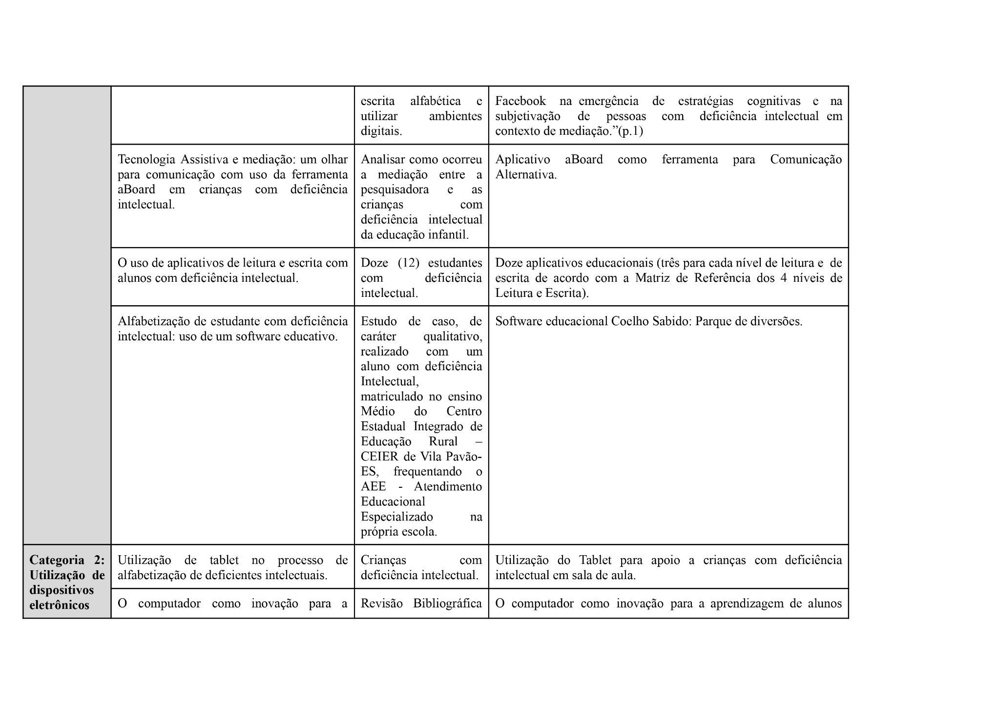 escrita alfabética e
utilizar ambientes
digitais.
Facebook na emergência de estratégias cognitivas e na
subjetivação de pessoas com deficiência intelectual em
contexto de mediação.”(p.1)
Tecnologia Assistiva e mediação: um olhar
para comunicação com uso da ferramenta
aBoard em crianças com deficiência
intelectual.
Analisar como ocorreu
a mediação entre a
pesquisadora e as
crianças com
deficiência intelectual
da educação infantil.
Aplicativo aBoard como ferramenta para Comunicação
Alternativa.
O uso de aplicativos de leitura e escrita com
alunos com deficiência intelectual.
Doze (12) estudantes
com deficiência
intelectual.
Doze aplicativos educacionais (três para cada nível de leitura e de
escrita de acordo com a Matriz de Referência dos 4 níveis de
Leitura e Escrita).
Alfabetização de estudante com deficiência
intelectual: uso de um software educativo.
Estudo de caso, de
caráter qualitativo,
realizado com um
aluno com deficiência
Intelectual,
matriculado no ensino
Médio do Centro
Estadual Integrado de
Educação Rural –
CEIER de Vila Pavão-
ES, frequentando o
AEE - Atendimento
Educacional
Especializado na
própria escola.
Software educacional Coelho Sabido: Parque de diversões.
Categoria 2:
Utilização de
dispositivos
eletrônicos
Utilização de tablet no processo de
alfabetização de deficientes intelectuais.
Crianças com
deficiência intelectual.
Utilização do Tablet para apoio a crianças com deficiência
intelectual em sala de aula.
O computador como inovação para a
Revisão Bibliográfica
O computador como inovação para a aprendizagem de alunos